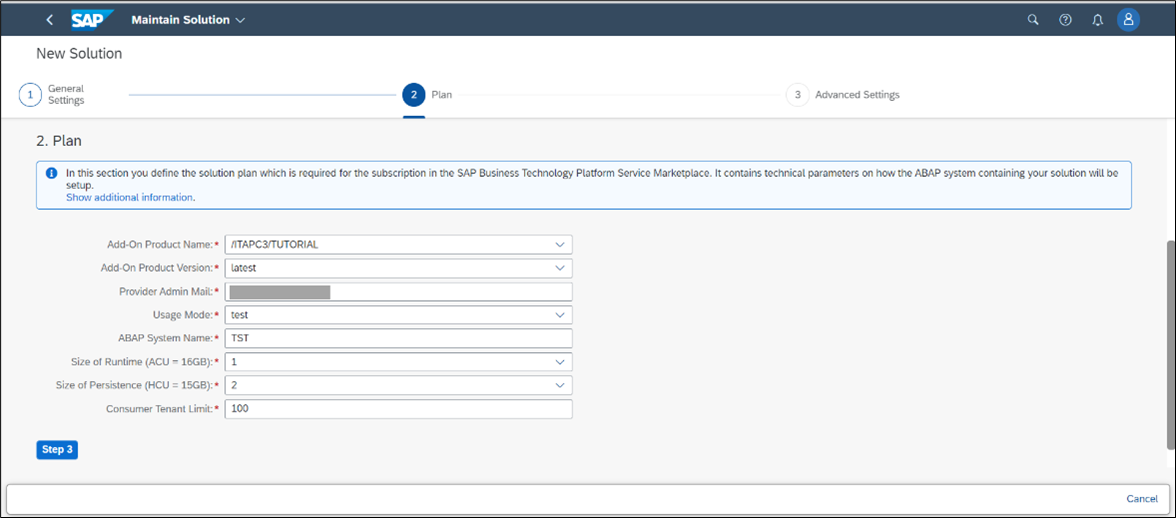 SAP Maintain Solution
New Solution
1 General Settings
2 Plan
3 Advanced Settings
2. Plan
In this section you define the solution plan which is required for the subscription in the SAP Business Technology Platform Service Marketplace. It contains technical parameters on how the ABAP system containing your solution will be
setup.
Show additional information.
Add-On Product Name:* /ITAPC3/TUTORIAL
Add-On Product Version:* latest
Provider Admin Mail:*
Usage Mode:* test
ABAP System Name:* TST
Size of Runtime (ACU = 16GB):* 1
Size of Persistence (HCU = 15GB):* 2
Consumer Tenant Limit:* 100
Step 3
Cancel